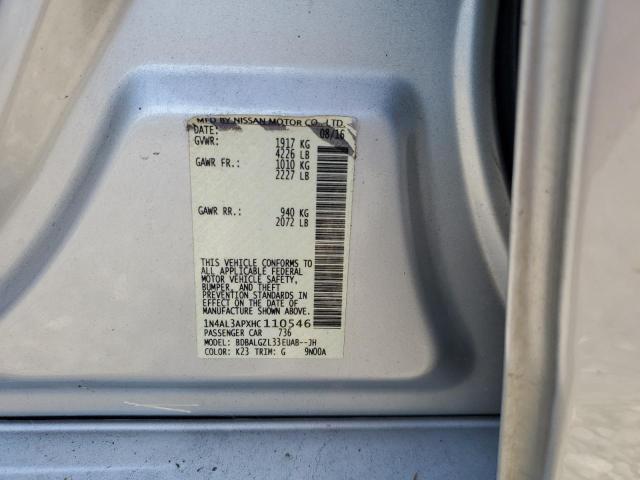 MFD BY NISSAN MOTOR CO., LTD.
DATE: 08/16
GVWR: 1917 KG
4226 LB
GAWR FR.: 1010 KG
2227 LB
GAWR RR.: 940 KG
2072 LB
THIS VEHICLE CONFORMS TO
ALL APPLICABLE FEDERAL
MOTOR VEHICLE SAFETY,
BUMPER, AND THEFT
PREVENTION STANDARDS IN
EFFECT ON THE DATE OF
MANUFACTURE SHOWN ABOVE.
1N4AL3APXHC110546
PASSENGER CAR 736
MODEL: BDBALGZL33EUAB--JH
COLOR: K23 TRIM: G 9N00A